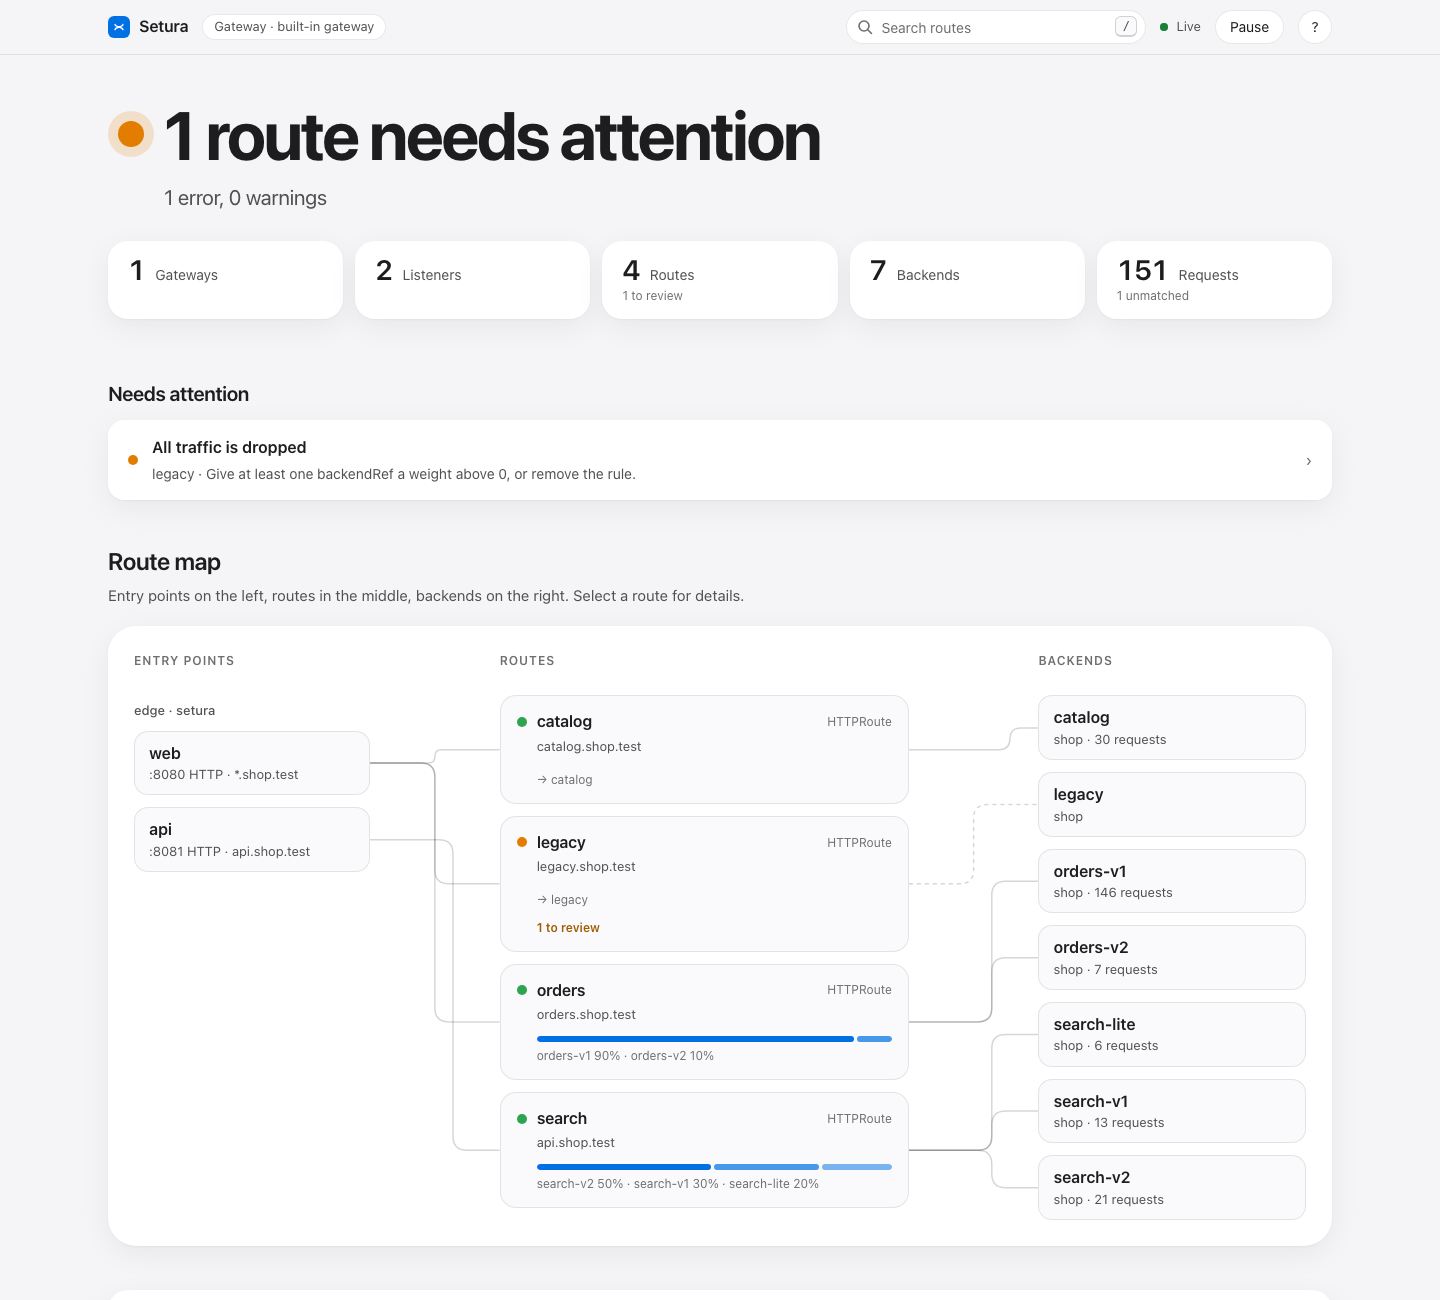 Setura
Gateway · built-in gateway
Search routes
/
Live
Pause
?
1 route needs attention
1 error, 0 warnings
1 Gateways
2 Listeners
4 Routes
1 to review
7 Backends
151 Requests
1 unmatched
Needs attention
All traffic is dropped
legacy · Give at least one backendRef a weight above 0, or remove the rule.
›
Route map
Entry points on the left, routes in the middle, backends on the right. Select a route for details.
ENTRY POINTS
edge · setura
web
:8080 HTTP · *.shop.test
api
:8081 HTTP · api.shop.test
ROUTES
catalog
HTTPRoute
catalog.shop.test
→ catalog
legacy
HTTPRoute
legacy.shop.test
→ legacy
1 to review
orders
HTTPRoute
orders.shop.test
orders-v1 90% · orders-v2 10%
search
HTTPRoute
api.shop.test
search-v2 50% · search-v1 30% · search-lite 20%
BACKENDS
catalog
shop · 30 requests
legacy
shop
orders-v1
shop · 146 requests
orders-v2
shop · 7 requests
search-lite
shop · 6 requests
search-v1
shop · 13 requests
search-v2
shop · 21 requests